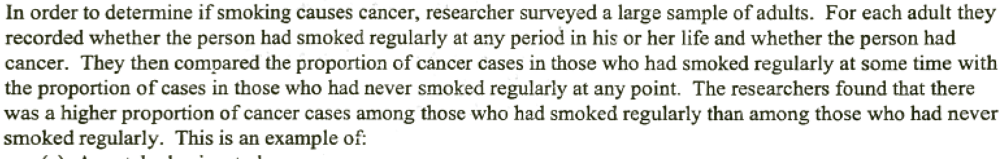 In order to determine if smoking causes cancer, researcher surveyed a large sample of adults. For each adult they
recorded whether the person had smoked regularly at any period in his or her life and whether the person had
cancer. They then compared the proportion of cancer cases in those who had smoked regularly at some time with
the proportion of cases in those who had never smoked regularly at any point. The researchers found that there
was a higher proportion of cancer cases among those who had smoked regularly than among those who had never
smoked regularly. This is an example of: